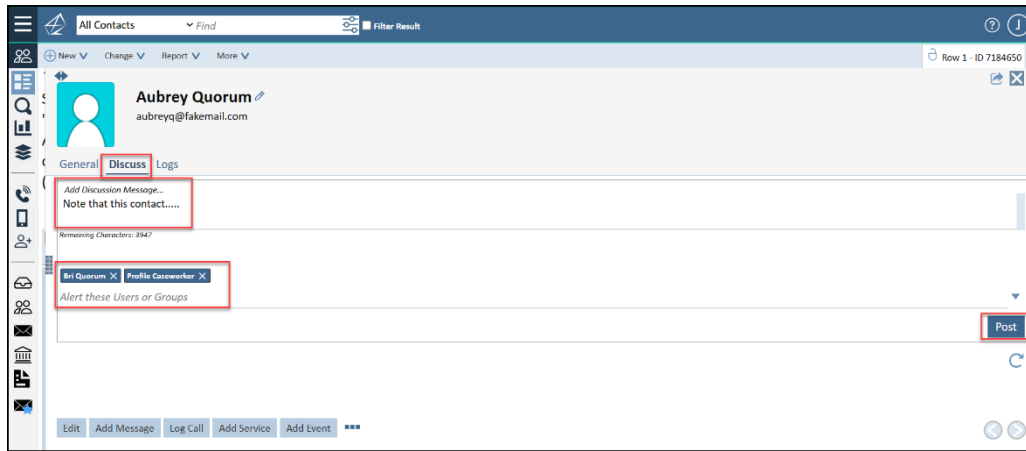 All Contacts Find Filter Result ? J
New Change Report More Row 1 - ID 7184650
Aubrey Quorum
aubreyq@fakemail.com
General Discuss Logs
Add Discussion Message...
Note that this contact.....
Remaining Characters: 3947
Bri Quorum X Profile Caseworker X
Alert these Users or Groups
Post
Edit Add Message Log Call Add Service Add Event